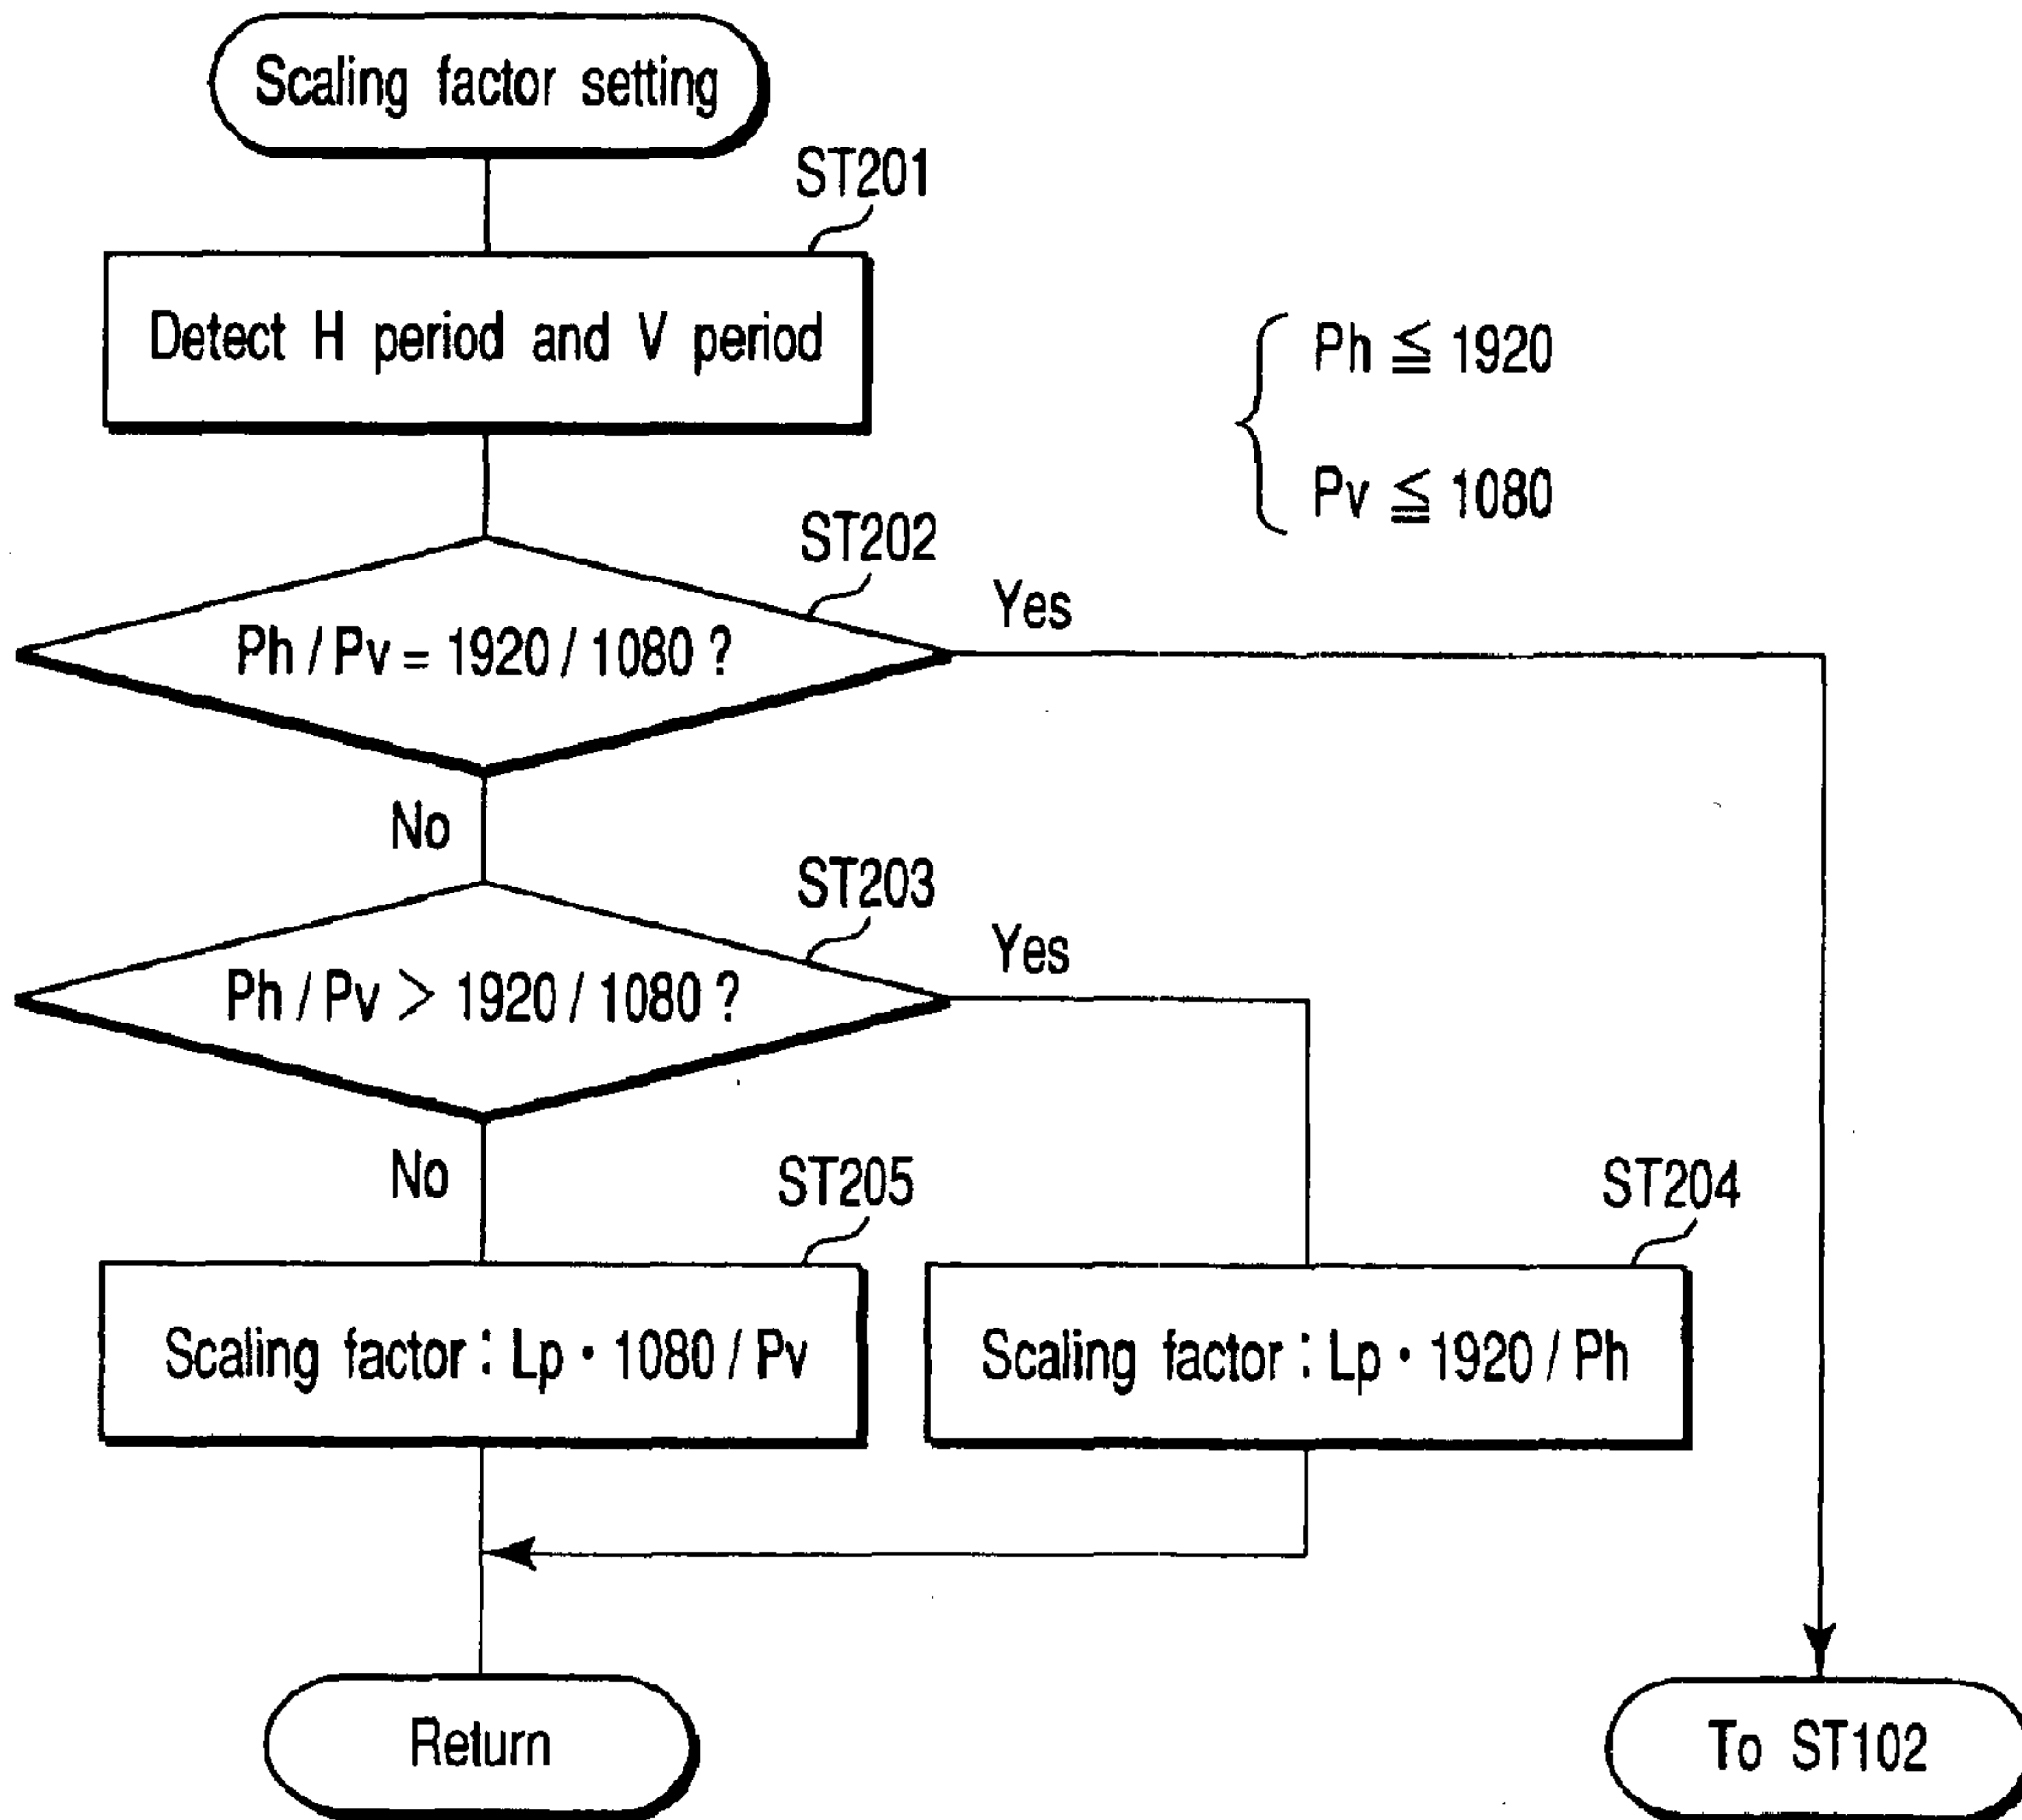 Scaling factor setting
ST201
Detect H period and V period
Ph ≦ 1920
Pv ≦ 1080
ST202
Ph / Pv = 1920 / 1080 ?
Yes
No
ST203
Ph / Pv > 1920 / 1080 ?
Yes
No
ST205
Scaling factor : Lp · 1080 / Pv
ST204
Scaling factor : Lp · 1920 / Ph
Return
To ST102